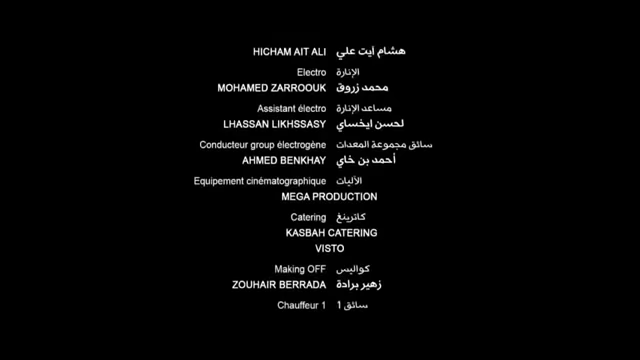 HICHAM AIT ALI هشام أيت علي
Electro الإنارة
MOHAMED ZARROOUK محمد زروق
Assistant électro مساعد الإنارة
LHASSAN LIKHSSASY لحسن ايخساي
Conducteur group électrogène سائق مجموعة المعدات
AHMED BENKHAY أحمد بن خاي
Equipement cinématographique الأليات
MEGA PRODUCTION
Catering كاترينغ
KASBAH CATERING
VISTO
Making OFF كواليس
ZOUHAIR BERRADA زهير برادة
Chauffeur 1 سائق 1